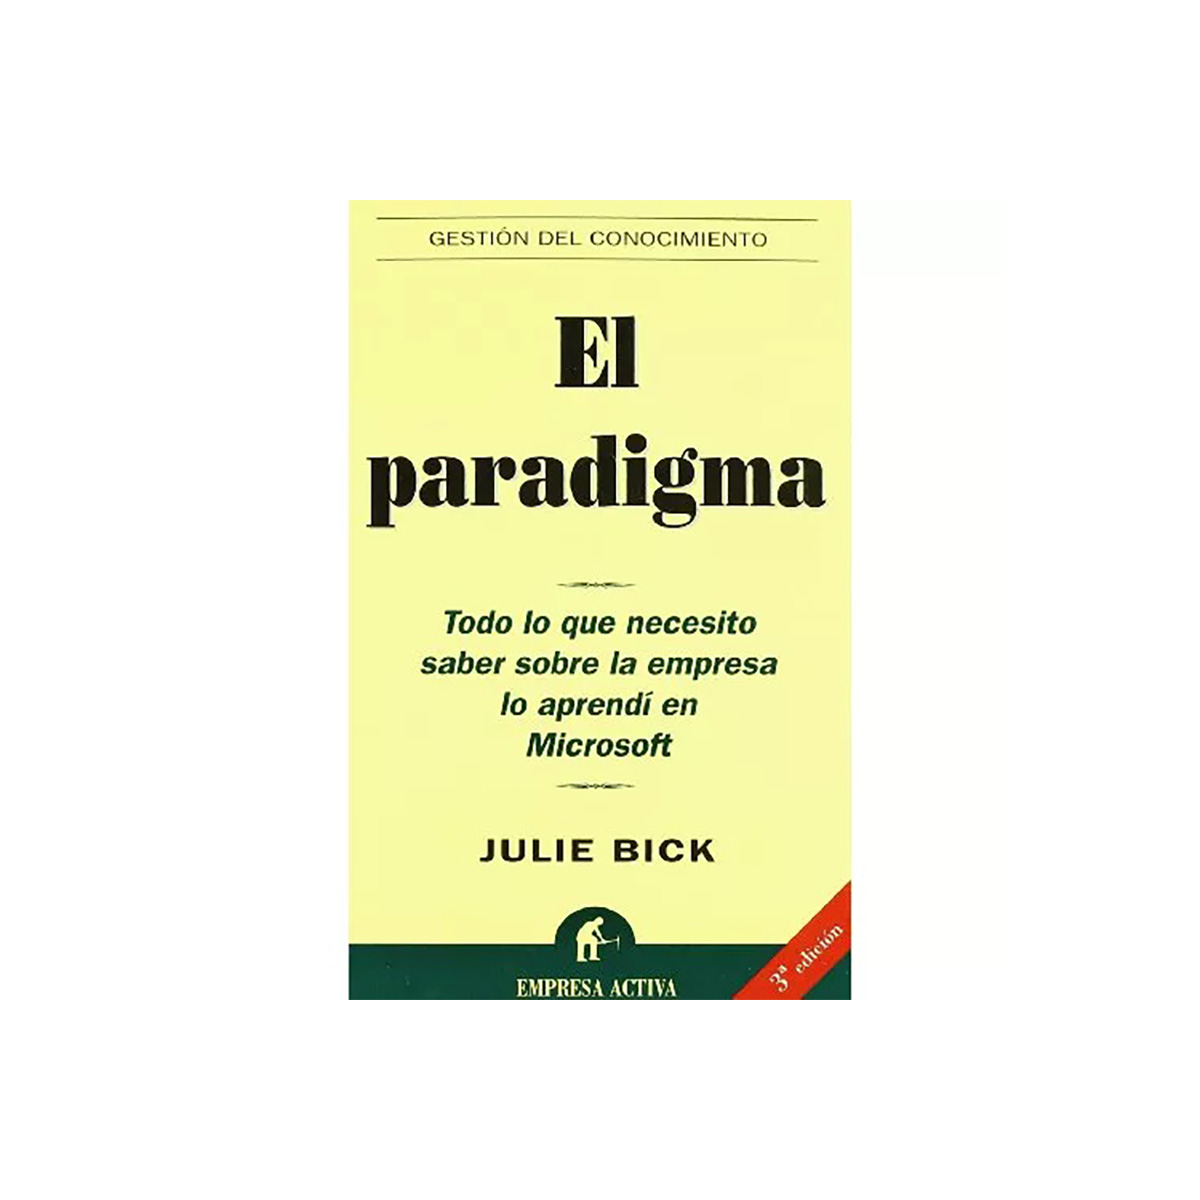 GESTIÓN DEL CONOCIMIENTO
El
paradigma
Todo lo que necesito
saber sobre la empresa
lo aprendí en
Microsoft
JULIE BICK
EMPRESA ACTIVA
3ª edición